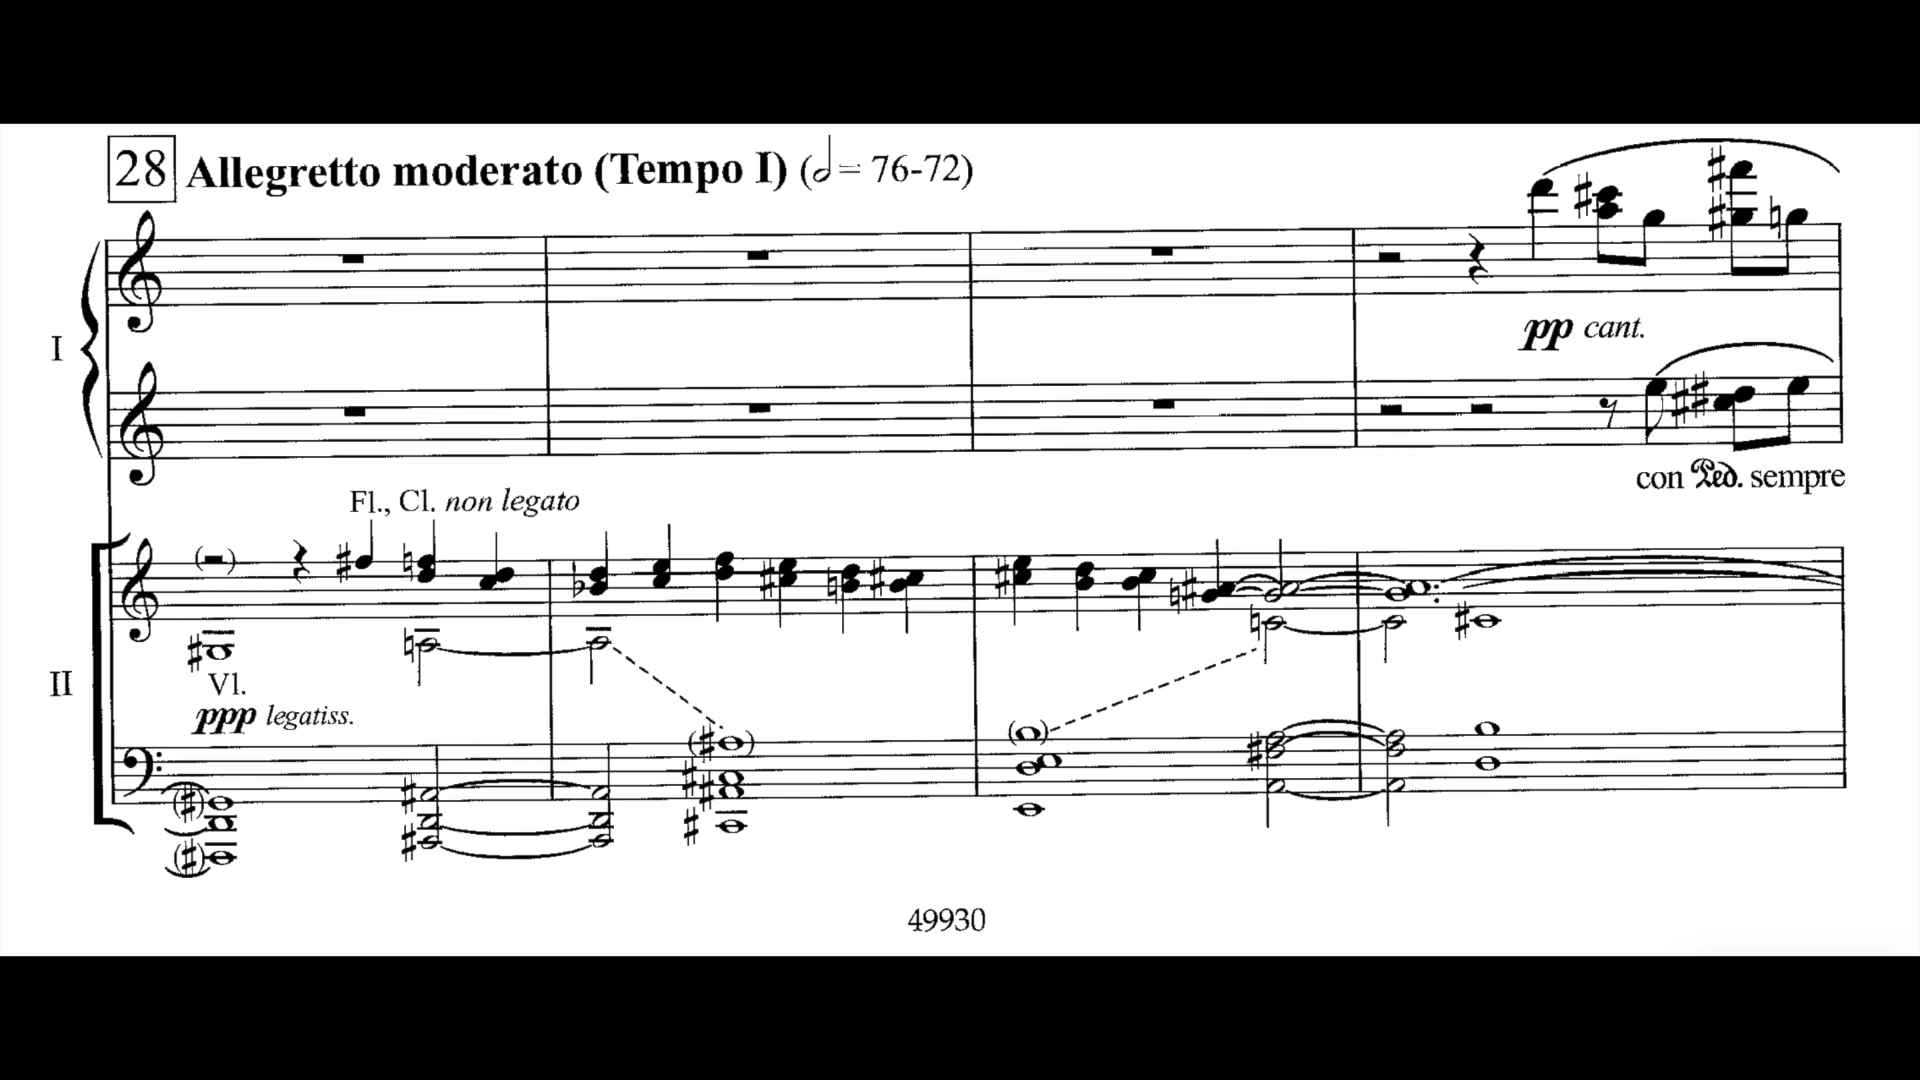 28 Allegretto moderato (Tempo I) (𝅗𝅥 = 76-72)
I
pp cant.
con Ped. sempre
Fl., Cl. non legato
II
Vl.
ppp legatiss.
49930